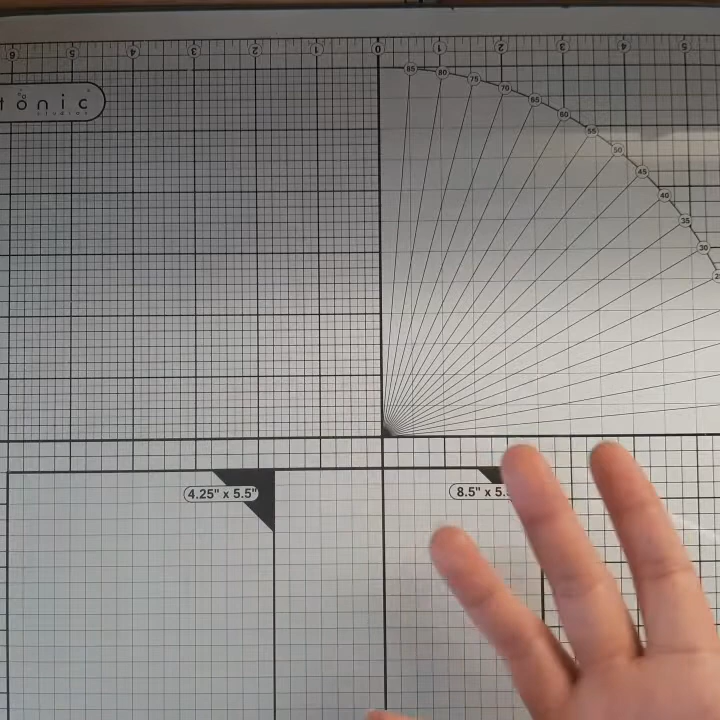 6 5 4 3 2 1 0 1 2 3 4 5
85 80 75 70 65 60 55 50 45 40 35 30
tonic
studios
4.25" x 5.5"
8.5" x 5.